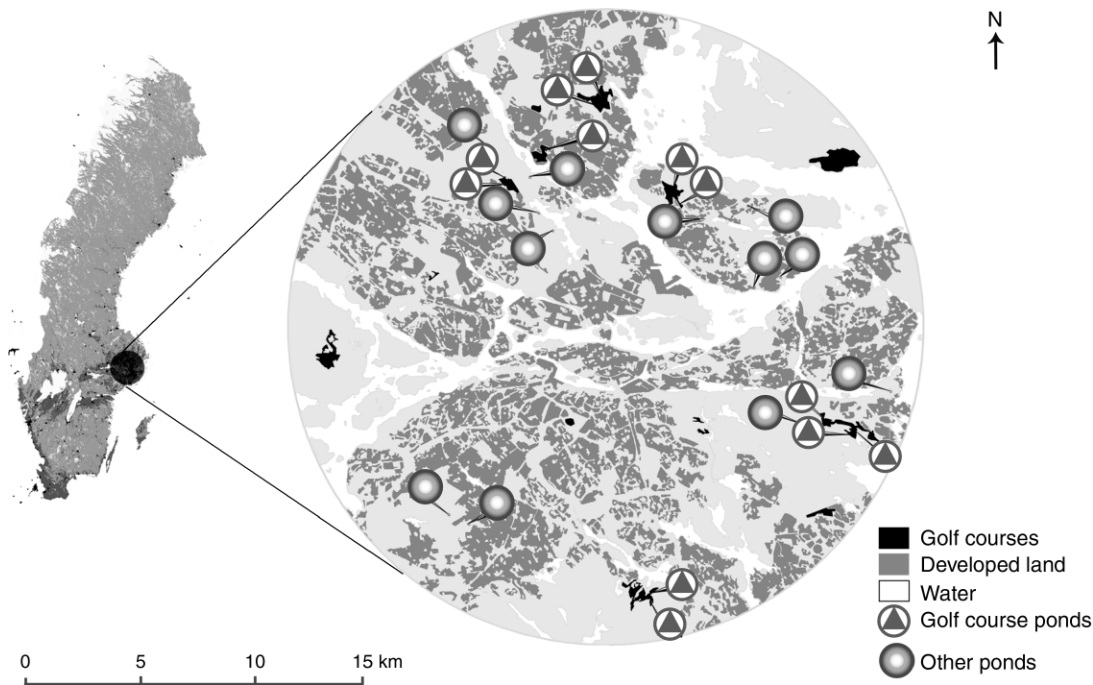 N
Golf courses
Developed land
Water
Golf course ponds
Other ponds
0 5 10 15 km